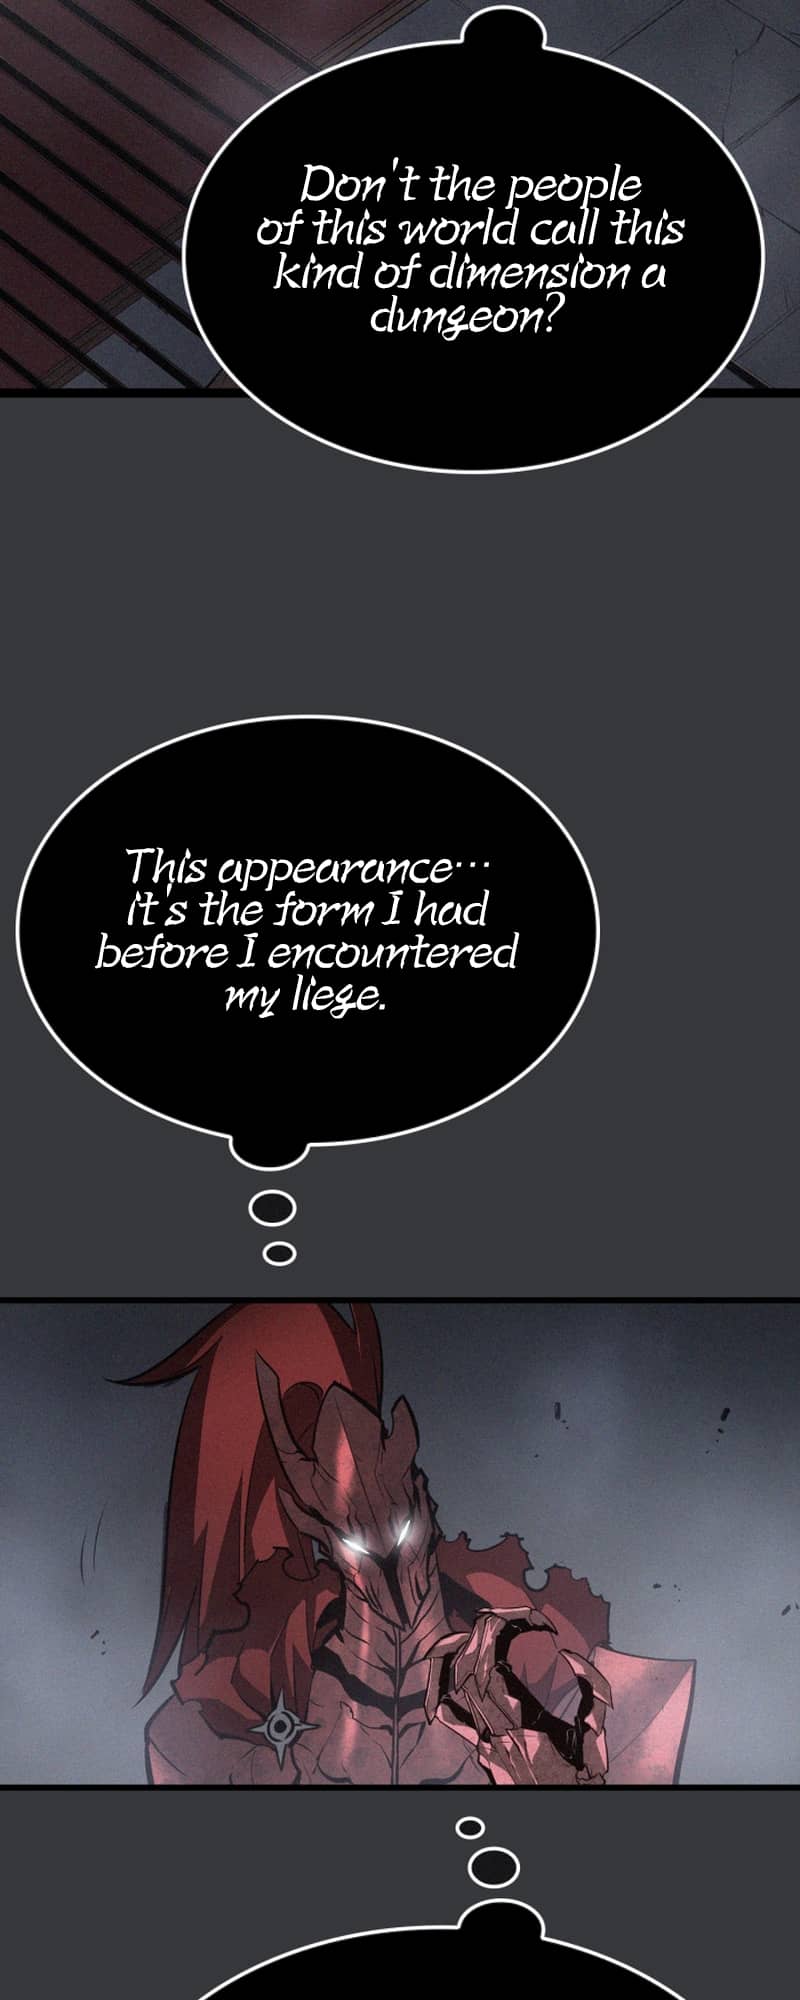 Don't the people
of this world call this
kind of dimension a
dungeon?
This appearance...
it's the form I had
before I encountered
my liege.